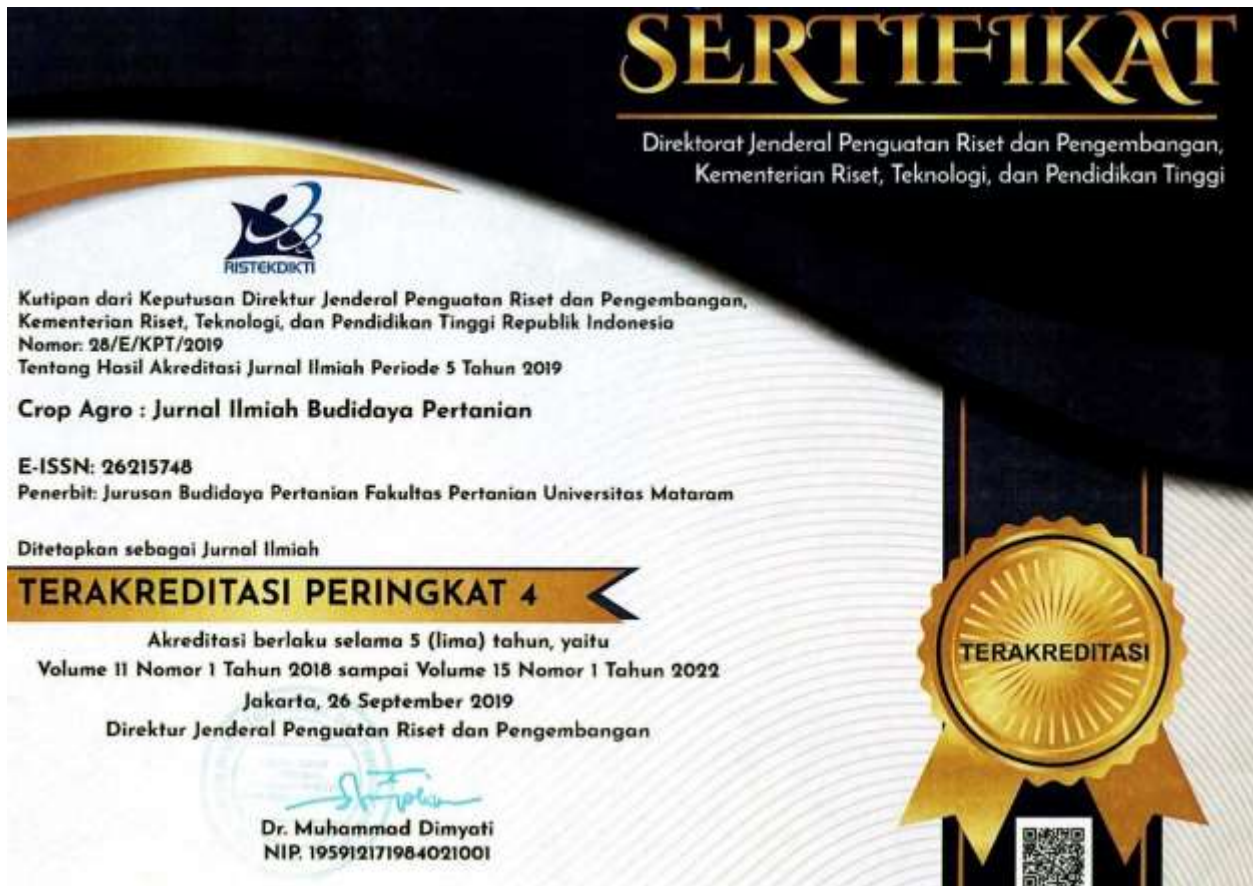 SERTIFIKAT
Direktorat Jenderal Penguatan Riset dan Pengembangan,
Kementerian Riset, Teknologi, dan Pendidikan Tinggi
RISTEKDIKTI
Kutipan dari Keputusan Direktur Jenderal Penguatan Riset dan Pengembangan,
Kementerian Riset, Teknologi, dan Pendidikan Tinggi Republik Indonesia
Nomor: 28/E/KPT/2019
Tentang Hasil Akreditasi Jurnal Ilmiah Periode 5 Tahun 2019
Crop Agro : Jurnal Ilmiah Budidaya Pertanian
E-ISSN: 26215748
Penerbit: Jurusan Budidaya Pertanian Fakultas Pertanian Universitas Mataram
Ditetapkan sebagai Jurnal Ilmiah
TERAKREDITASI PERINGKAT 4
Akreditasi berlaku selama 5 (lima) tahun, yaitu
Volume 11 Nomor 1 Tahun 2018 sampai Volume 15 Nomor 1 Tahun 2022
Jakarta, 26 September 2019
Direktur Jenderal Penguatan Riset dan Pengembangan
Dr. Muhammad Dimyati
NIP. 195912171984021001
TERAKREDITASI